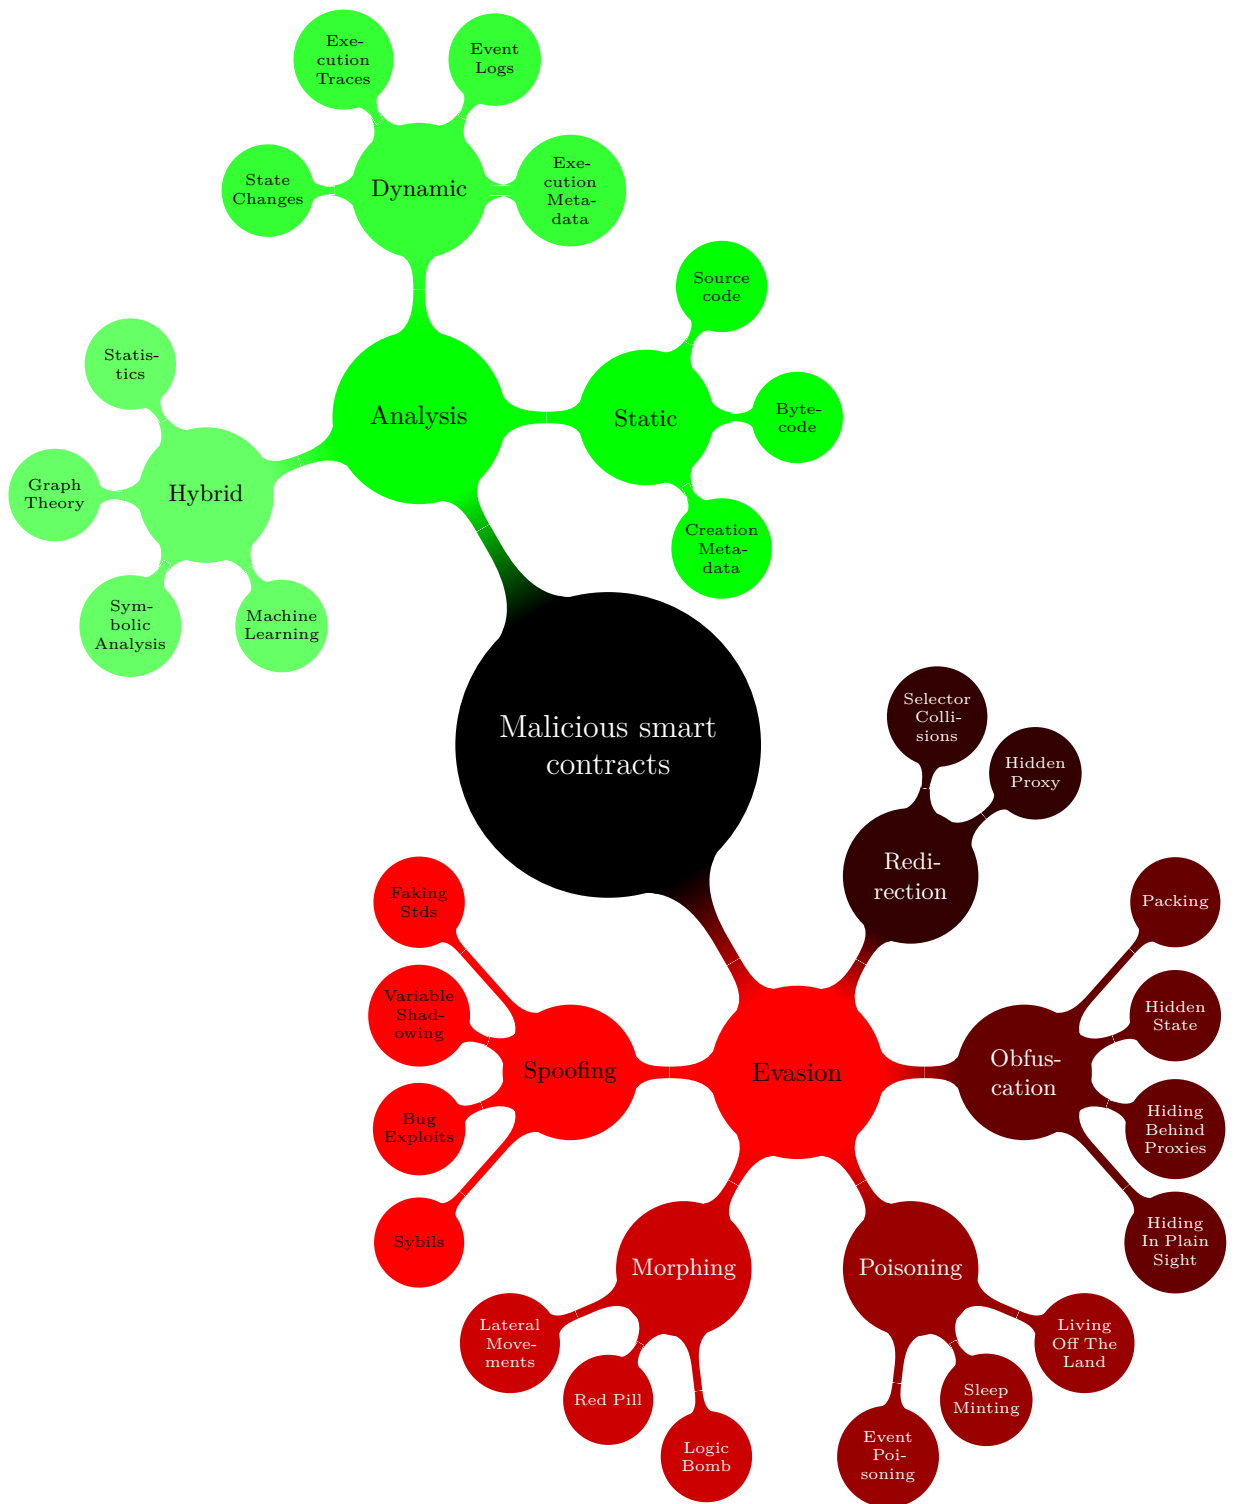 Exe-
cution
Traces
Event
Logs
State
Changes
Dynamic
Exe-
cution
Meta-
data
Source
code
Statis-
tics
Analysis
Static
Byte-
code
Graph
Theory
Hybrid
Creation
Meta-
data
Sym-
bolic
Analysis
Machine
Learning
Malicious smart
contracts
Selector
Colli-
sions
Hidden
Proxy
Redi-
rection
Faking
Stds
Packing
Variable
Shad-
owing
Hidden
State
Spoofing
Evasion
Obfus-
cation
Bug
Exploits
Hiding
Behind
Proxies
Sybils
Hiding
In Plain
Sight
Morphing
Poisoning
Lateral
Move-
ments
Living
Off The
Land
Red Pill
Sleep
Minting
Logic
Bomb
Event
Poi-
soning